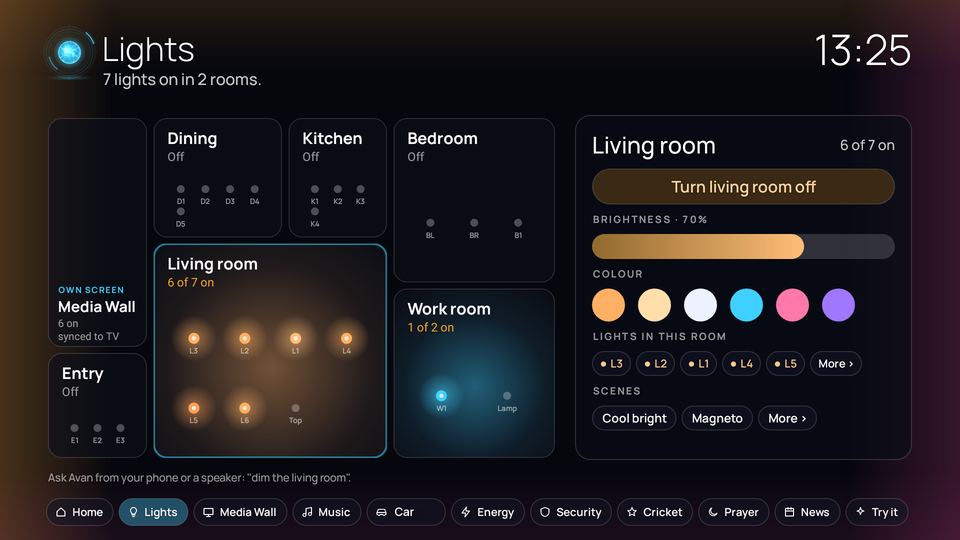 Lights
7 lights on in 2 rooms.
13:25
Dining
Off
D1 D2 D3 D4
D5
Kitchen
Off
K1 K2 K3
K4
Bedroom
Off
BL BR B1
OWN SCREEN
Media Wall
6 on
synced to TV
Living room
6 of 7 on
L3 L2 L1 L4
L5 L6 Top
Work room
1 of 2 on
W1 Lamp
Entry
Off
E1 E2 E3
Living room
6 of 7 on
Turn living room off
BRIGHTNESS · 70%
COLOUR
LIGHTS IN THIS ROOM
L3 L2 L1 L4 L5 More ›
SCENES
Cool bright Magneto More ›
Ask Avan from your phone or a speaker: "dim the living room".
Home Lights Media Wall Music Car Energy Security Cricket Prayer News Try it